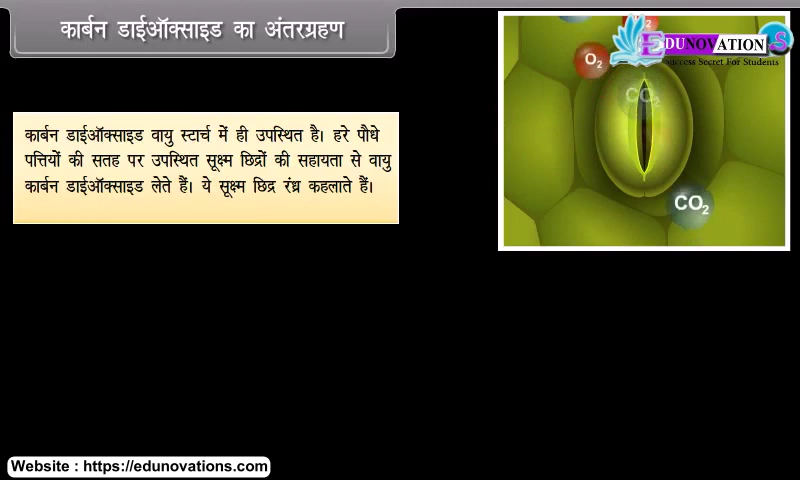 कार्बन डाईऑक्साइड का अंतरग्रहण
EDUNOVATION S
Success Secret For Students
O2
CO2
कार्बन डाईऑक्साइड वायु स्टार्च में ही उपस्थित है। हरे पौधे
पत्तियों की सतह पर उपस्थित सूक्ष्म छिद्रों की सहायता से वायु
कार्बन डाईऑक्साइड लेते हैं। ये सूक्ष्म छिद्र रंध्र कहलाते हैं।
CO2
Website : https://edunovations.com